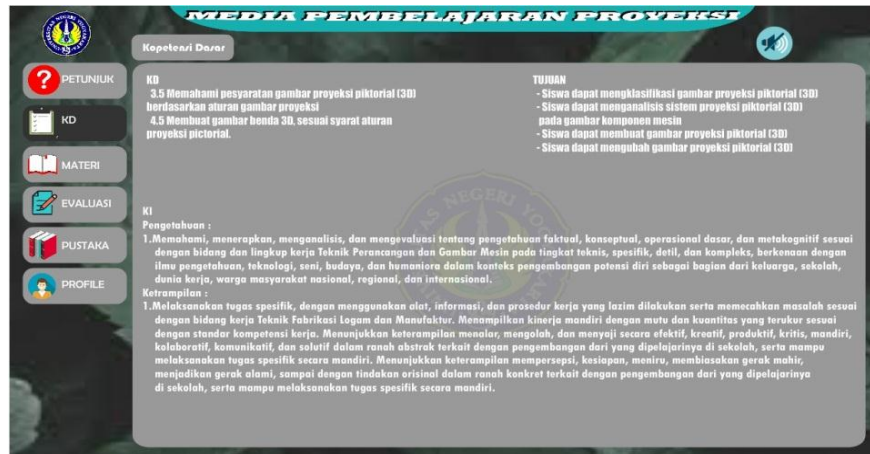 MEDIA PEMBELAJARAN PROYEKSI
Kopetensi Dasar
PETUNJUK
KD
MATERI
EVALUASI
PUSTAKA
PROFILE
KD
3.5 Memahami pesyaratan gambar proyeksi piktorial (3D)
berdasarkan aturan gambar proyeksi
4.5 Membuat gambar benda 3D, sesuai syarat aturan
proyeksi pictorial.
TUJUAN
- Siswa dapat mengklasifikasi gambar proyeksi piktorial (3D)
- Siswa dapat menganalisis sistem proyeksi piktorial (3D)
pada gambar komponen mesin
- Siswa dapat membuat gambar proyeksi piktorial (3D)
- Siswa dapat mengubah gambar proyeksi piktorial (3D)
KI
Pengetahuan :
1.Memahami, menerapkan, menganalisis, dan mengevaluasi tentang pengetahuan faktual, konseptual, operasional dasar, dan metakognitif sesuai
dengan bidang dan lingkup kerja Teknik Perancangan dan Gambar Mesin pada tingkat teknis, spesifik, detil, dan kompleks, berkenaan dengan
ilmu pengetahuan, teknologi, seni, budaya, dan humaniora dalam konteks pengembangan potensi diri sebagai bagian dari keluarga, sekolah,
dunia kerja, warga masyarakat nasional, regional, dan internasional.
Ketrampilan :
1.Melaksanakan tugas spesifik, dengan menggunakan alat, informasi, dan prosedur kerja yang lazim dilakukan serta memecahkan masalah sesuai
dengan bidang kerja Teknik Fabrikasi Logam dan Manufaktur. Menampilkan kinerja mandiri dengan mutu dan kuantitas yang terukur sesuai
dengan standar kompetensi kerja. Menunjukkan keterampilan menalar, mengolah, dan menyaji secara efektif, kreatif, produktif, kritis, mandiri,
kolaboratif, komunikatif, dan solutif dalam ranah abstrak terkait dengan pengembangan dari yang dipelajarinya di sekolah, serta mampu
melaksanakan tugas spesifik secara mandiri. Menunjukkan keterampilan mempersepsi, kesiapan, meniru, membiasakan gerak mahir,
menjadikan gerak alami, sampai dengan tindakan orisinal dalam ranah konkret terkait dengan pengembangan dari yang dipelajarinya
di sekolah, serta mampu melaksanakan tugas spesifik secara mandiri.